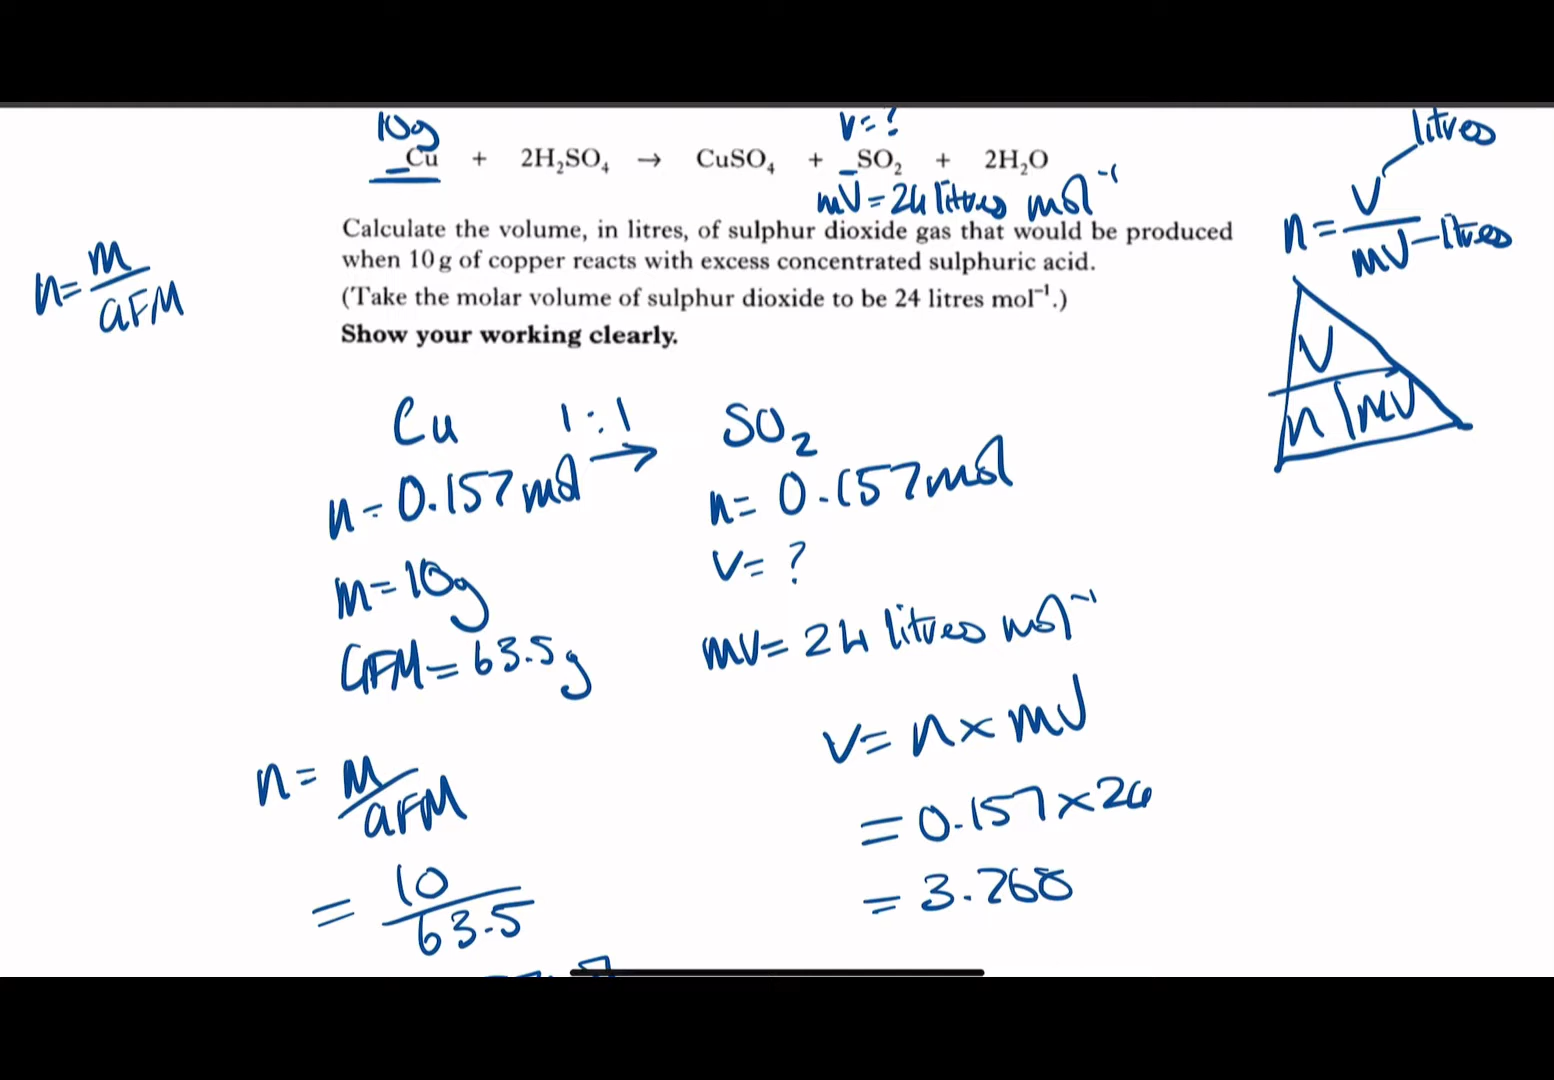 10g
v=?
litres
Cu + 2H₂SO₄ → CuSO₄ + SO₂ + 2H₂O
mV = 24 litres mol⁻¹
n = v/mV – litres
Calculate the volume, in litres, of sulphur dioxide gas that would be produced
when 10 g of copper reacts with excess concentrated sulphuric acid.
(Take the molar volume of sulphur dioxide to be 24 litres mol⁻¹.)
Show your working clearly.
n = m/GFM
V
n | mV
Cu 1:1 → SO₂
n = 0.157 mol
m = 10g
GFM = 63.5g
n = m/GFM
= 10/63.5
n = 0.157 mol
v = ?
mV = 24 litres mol⁻¹
v = n × mV
= 0.157 × 24
= 3.768